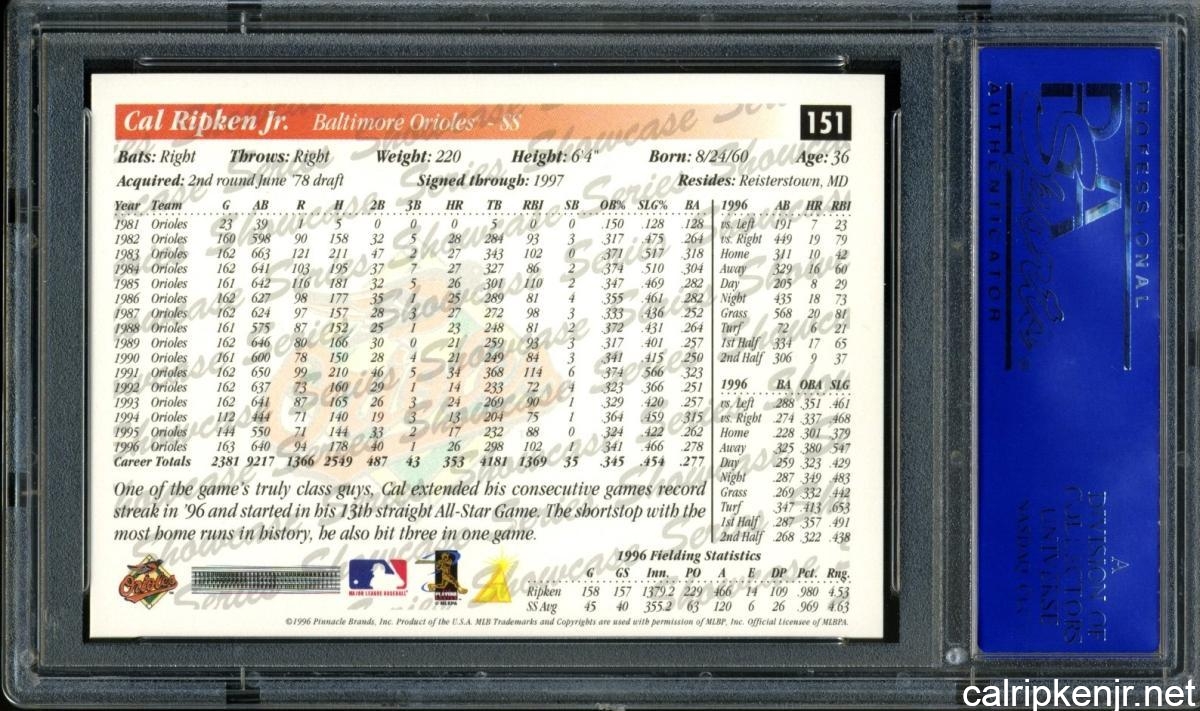 Cal Ripken Jr. Baltimore Orioles - SS 151
Bats: Right Throws: Right Weight: 220 Height: 6'4" Born: 8/24/60 Age: 36
Acquired: 2nd round June '78 draft Signed through: 1997 Resides: Reisterstown, MD
Year Team G AB R H 2B 3B HR TB RBI SB OB% SLG% BA
1981 Orioles 23 39 1 5 0 0 0 5 0 0 .150 .128 .128
1982 Orioles 160 598 90 158 32 5 28 284 93 3 .317 .475 .264
1983 Orioles 162 663 121 211 47 2 27 343 102 0 .371 .517 .318
1984 Orioles 162 641 103 195 37 7 27 327 86 2 .374 .510 .304
1985 Orioles 161 642 116 181 32 5 26 301 110 2 .347 .469 .282
1986 Orioles 162 627 98 177 35 1 25 289 81 4 .355 .461 .282
1987 Orioles 162 624 97 157 28 3 27 272 98 3 .333 .436 .252
1988 Orioles 161 575 87 152 25 1 23 248 81 2 .372 .431 .264
1989 Orioles 162 646 80 166 30 0 21 259 93 3 .317 .401 .257
1990 Orioles 161 600 78 150 28 4 21 249 84 3 .341 .415 .250
1991 Orioles 162 650 99 210 46 5 34 368 114 6 .374 .566 .323
1992 Orioles 162 637 73 160 29 1 14 233 72 4 .323 .366 .251
1993 Orioles 162 641 87 165 26 3 24 269 90 1 .329 .420 .257
1994 Orioles 112 444 71 140 19 3 13 204 75 1 .364 .459 .315
1995 Orioles 144 550 71 144 33 2 17 232 88 0 .324 .422 .262
1996 Orioles 163 640 94 178 40 1 26 298 102 1 .341 .466 .278
Career Totals 2381 9217 1366 2549 487 43 353 4181 1369 35 .345 .454 .277
1996 AB HR RBI
vs. Left 191 7 23
vs. Right 449 19 79
Home 311 10 42
Away 329 16 60
Day 205 8 29
Night 435 18 73
Grass 568 20 81
Turf 72 6 21
1st Half 334 17 65
2nd Half 306 9 37
1996 BA OBA SLG
vs. Left .288 .351 .461
vs. Right .274 .337 .468
Home .228 .301 .379
Away .325 .380 .547
Day .259 .323 .429
Night .287 .349 .483
Grass .269 .332 .442
Turf .347 .413 .653
1st Half .287 .357 .491
2nd Half .268 .322 .438
One of the game's truly class guys, Cal extended his consecutive games record
streak in '96 and started in his 13th straight All-Star Game. The shortstop with the
most home runs in history, he also hit three in one game.
1996 Fielding Statistics
G GS Inn. PO A E DP Pct. Rng.
Ripken 158 157 1379.2 229 466 14 109 .980 4.53
SS Avg 45 40 355.2 63 120 6 26 .969 4.63
Orioles
MAJOR LEAGUE BASEBALL
PLAYERS
© MLBPA
©1996 Pinnacle Brands, Inc. Product of the U.S.A. MLB Trademarks and Copyrights are used with permission of MLBP, Inc. Official Licensee of MLBPA.
Showcase Series
PROFESSIONAL
PSA
AUTHENTICATOR
A
DIVISION OF
COLLECTORS
UNIVERSE
calripkenjr.net